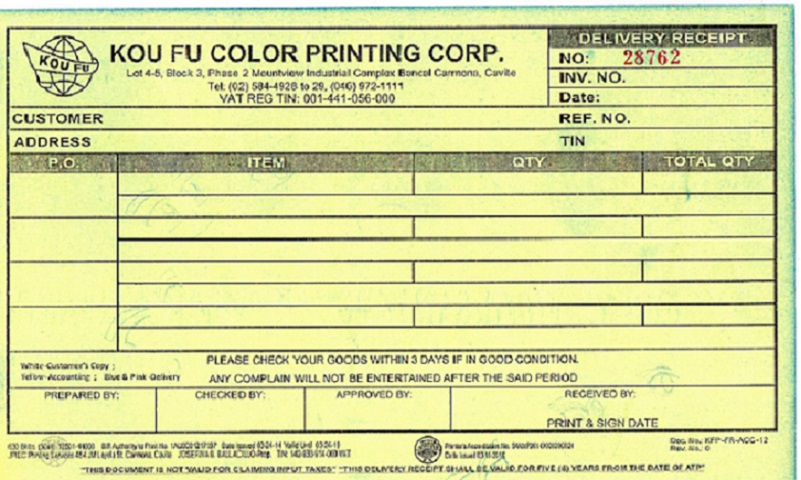 KOU FU
KOU FU COLOR PRINTING CORP.
Lot 4-5, Block 3, Phase 2 Mountview Industrial Complex Bancal Carmona, Cavite
Tel: (02) 584-4928 to 29, (046) 972-1111
VAT REG TIN: 001-441-056-000
DELIVERY RECEIPT
NO: 28762
INV. NO.
Date:
CUSTOMER REF. NO.
ADDRESS TIN
P.O. ITEM QTY TOTAL QTY
PLEASE CHECK YOUR GOODS WITHIN 3 DAYS IF IN GOOD CONDITION.
White-Customer's Copy ;
Yellow-Accounting ; Blue & Pink-Delivery
ANY COMPLAIN WILL NOT BE ENTERTAINED AFTER THE SAID PERIOD
PREPARED BY: CHECKED BY: APPROVED BY: RECEIVED BY:
PRINT & SIGN DATE
Doc. No. KFP-FR-ACC-12
Rev. No.: 0
"THIS DOCUMENT IS NOT VALID FOR CLAIMING INPUT TAXES" "THIS DELIVERY RECEIPT SHALL BE VALID FOR FIVE (5) YEARS FROM THE DATE OF ATP"